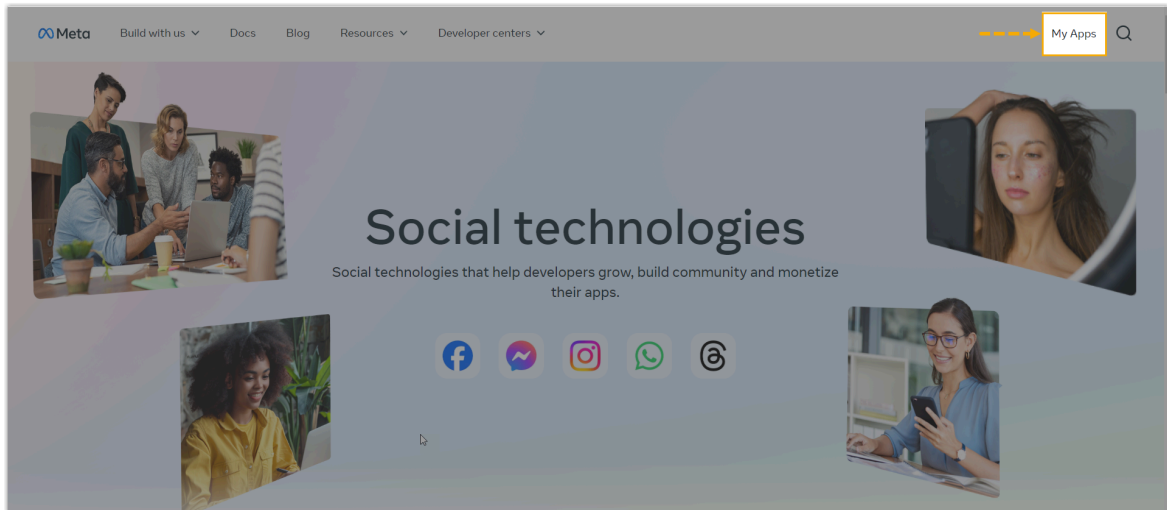 Meta
Build with us
Docs
Blog
Resources
Developer centers
My Apps
Social technologies
Social technologies that help developers grow, build community and monetize
their apps.